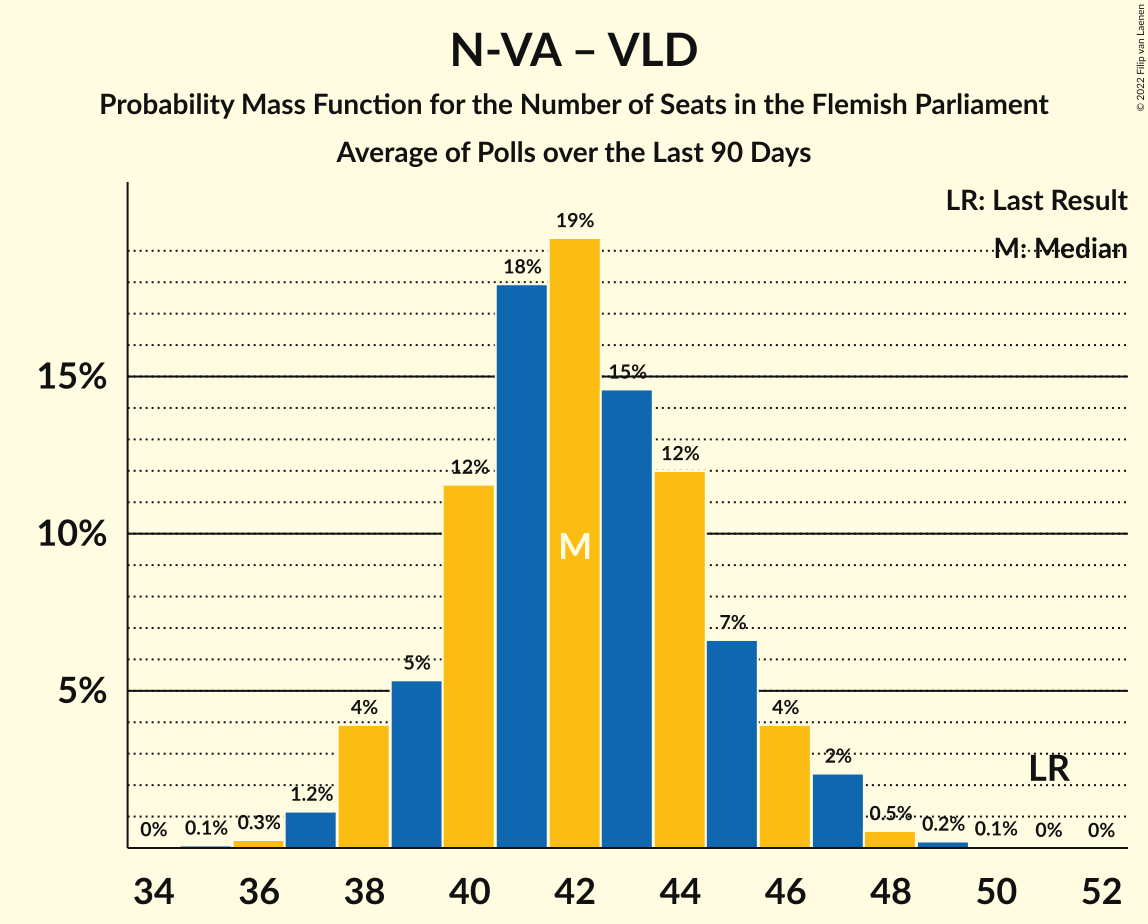 N-VA – VLD
Probability Mass Function for the Number of Seats in the Flemish Parliament
Average of Polls over the Last 90 Days
© 2022 Filip van Laenen
LR: Last Result
M: Median
19%
18%
15%
15%
12%
12%
10%
M
7%
5%
5%
4%
4%
2%
LR
1.2%
0.5%
0% 0.1% 0.3% 0.2% 0.1% 0% 0%
34 36 38 40 42 44 46 48 50 52